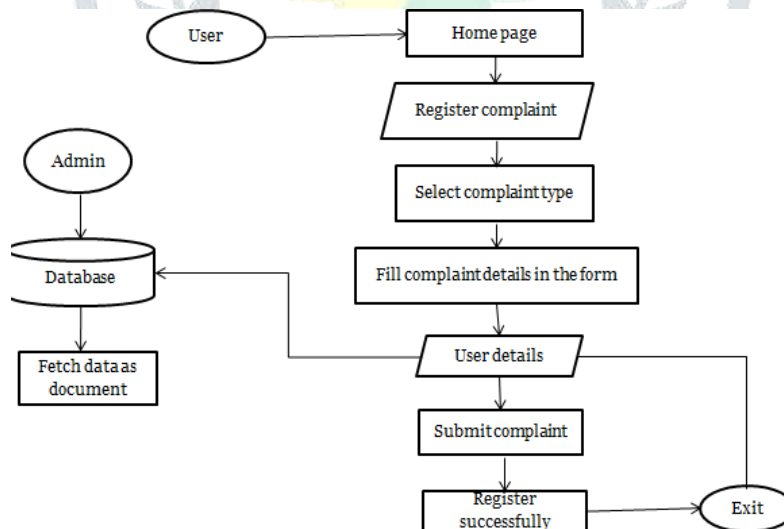 User
Home page
Register complaint
Admin
Select complaint type
Database
Fill complaint details in the form
Fetch data as
document
User details
Submit complaint
Register
successfully
Exit